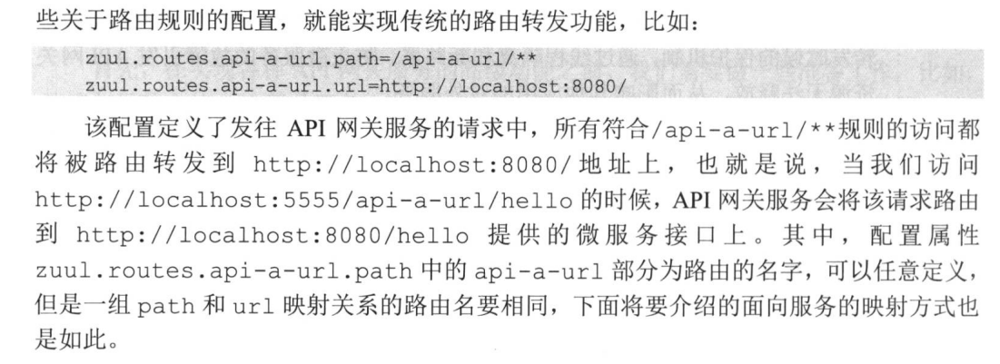 些关于路由规则的配置，就能实现传统的路由转发功能，比如：
zuul.routes.api-a-url.path=/api-a-url/**
zuul.routes.api-a-url.url=http://localhost:8080/
该配置定义了发往 API 网关服务的请求中，所有符合/api-a-url/**规则的访问都
将被路由转发到 http://localhost:8080/地址上，也就是说，当我们访问
http://localhost:5555/api-a-url/hello 的时候，API 网关服务会将该请求路由
到 http://localhost:8080/hello 提供的微服务接口上。其中，配置属性
zuul.routes.api-a-url.path 中的 api-a-url 部分为路由的名字，可以任意定义，
但是一组 path 和 url 映射关系的路由名要相同，下面将要介绍的面向服务的映射方式也
是如此。